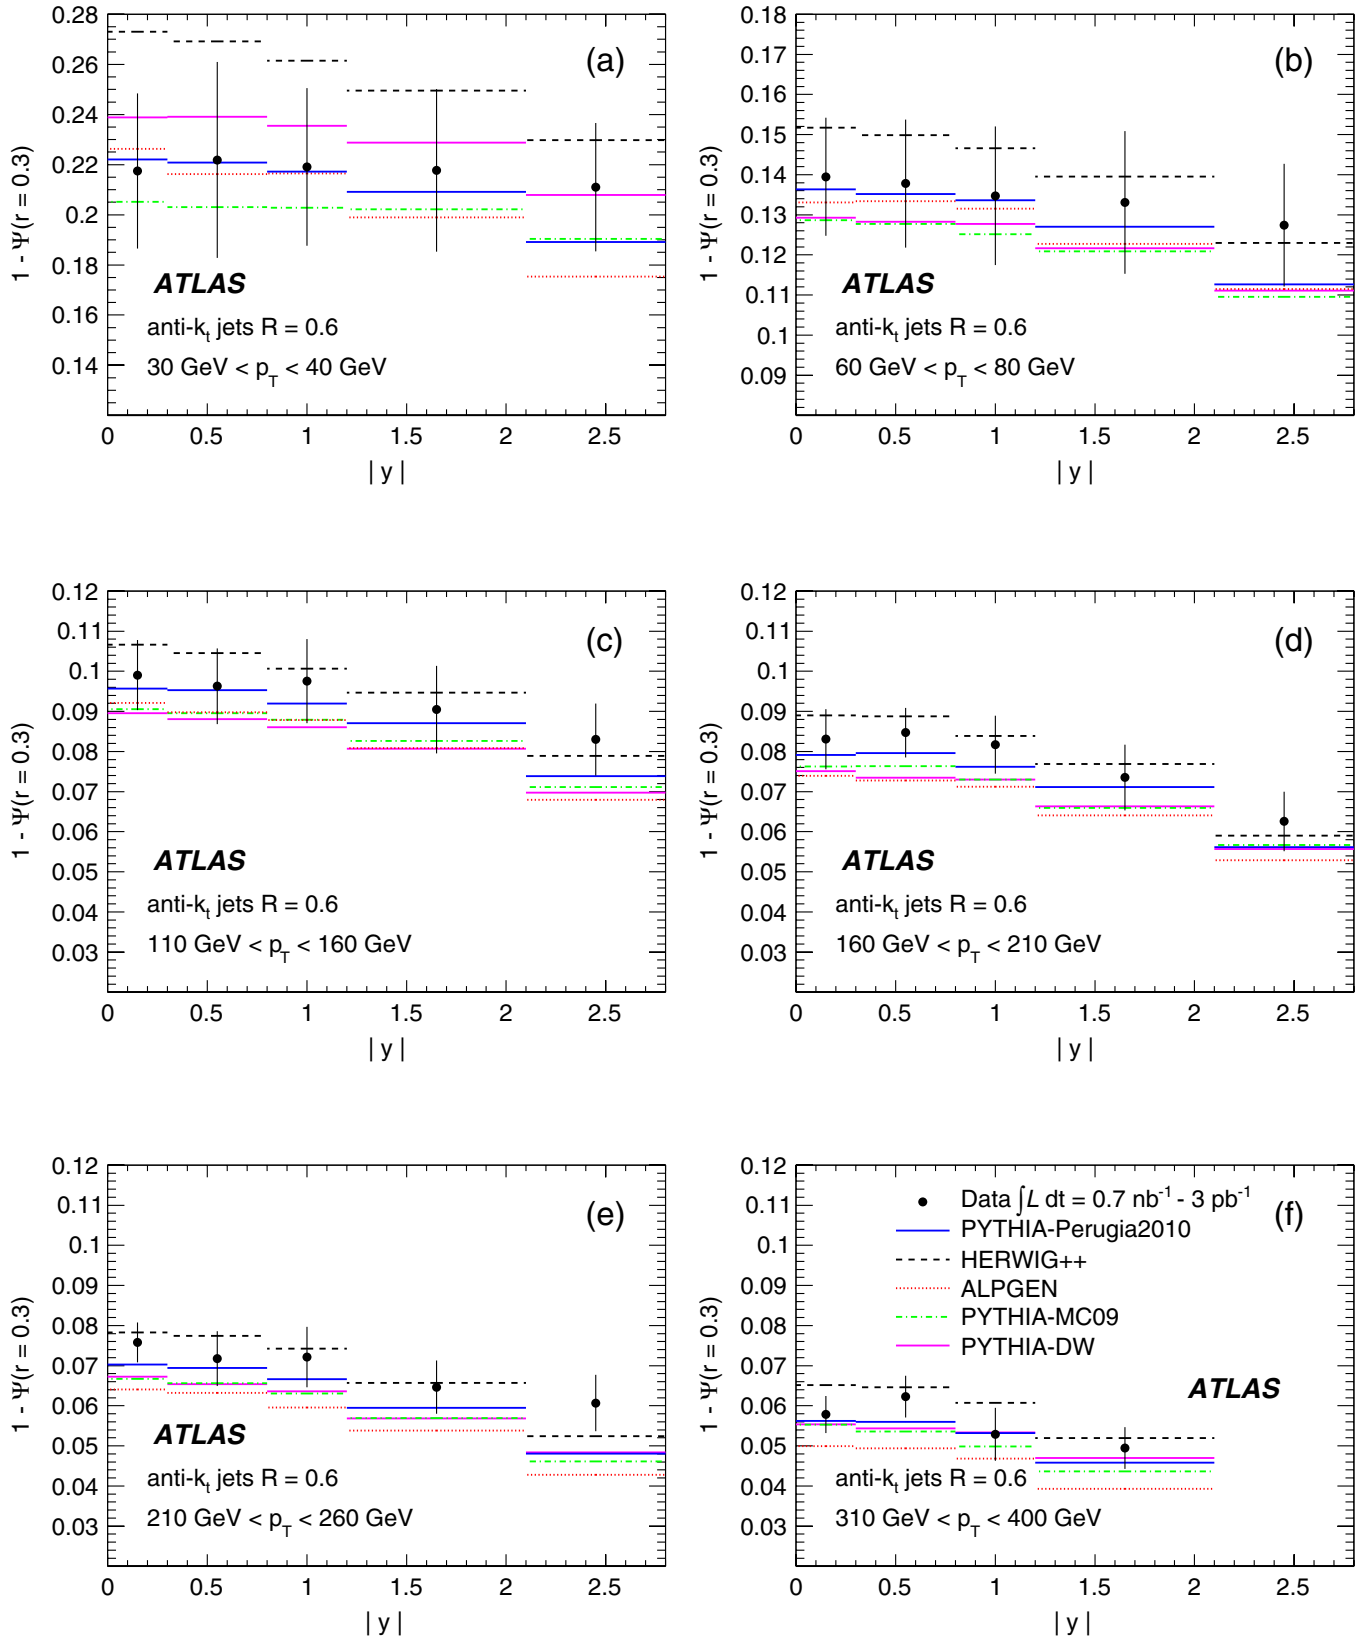 0.28
0.26
0.24
0.22
0.2
0.18
0.16
0.14
1 - Ψ(r = 0.3)
(a)
ATLAS
anti-kt jets R = 0.6
30 GeV < pT < 40 GeV
0 0.5 1 1.5 2 2.5
| y |
0.18
0.17
0.16
0.15
0.14
0.13
0.12
0.11
0.1
0.09
1 - Ψ(r = 0.3)
(b)
ATLAS
anti-kt jets R = 0.6
60 GeV < pT < 80 GeV
0 0.5 1 1.5 2 2.5
| y |
0.12
0.11
0.1
0.09
0.08
0.07
0.06
0.05
0.04
0.03
1 - Ψ(r = 0.3)
(c)
ATLAS
anti-kt jets R = 0.6
110 GeV < pT < 160 GeV
0 0.5 1 1.5 2 2.5
| y |
0.12
0.11
0.1
0.09
0.08
0.07
0.06
0.05
0.04
0.03
1 - Ψ(r = 0.3)
(d)
ATLAS
anti-kt jets R = 0.6
160 GeV < pT < 210 GeV
0 0.5 1 1.5 2 2.5
| y |
0.12
0.11
0.1
0.09
0.08
0.07
0.06
0.05
0.04
0.03
1 - Ψ(r = 0.3)
(e)
ATLAS
anti-kt jets R = 0.6
210 GeV < pT < 260 GeV
0 0.5 1 1.5 2 2.5
| y |
0.12
0.11
0.1
0.09
0.08
0.07
0.06
0.05
0.04
0.03
1 - Ψ(r = 0.3)
(f)
Data ∫L dt = 0.7 nb⁻¹ - 3 pb⁻¹
PYTHIA-Perugia2010
HERWIG++
ALPGEN
PYTHIA-MC09
PYTHIA-DW
ATLAS
anti-kt jets R = 0.6
310 GeV < pT < 400 GeV
0 0.5 1 1.5 2 2.5
| y |